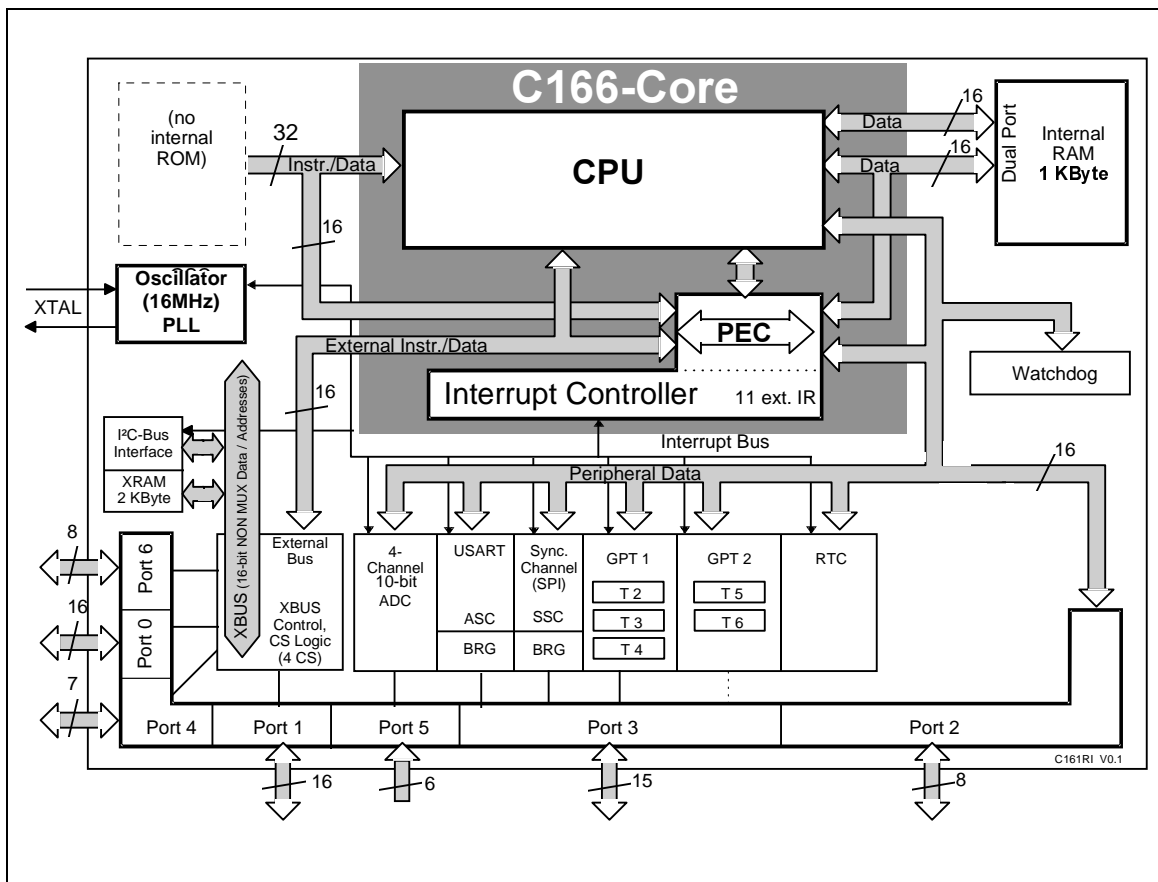 C166-Core
(no
internal
ROM)
32
Instr./Data
CPU
Data
16
Data
16
Dual Port
Internal
RAM
1 KByte
16
Oscillator
(16MHz)
PLL
XTAL
PEC
External Instr./Data
Interrupt Controller
11 ext. IR
Watchdog
16
Interrupt Bus
Peripheral Data
16
I²C-Bus
Interface
XRAM
2 KByte
XBUS (16-bit NON MUX Data / Addresses)
8
Port 6
16
Port 0
7
External
Bus
XBUS
Control,
CS Logic
(4 CS)
4-
Channel
10-bit
ADC
USART
ASC
BRG
Sync.
Channel
(SPI)
SSC
BRG
GPT 1
T 2
T 3
T 4
GPT 2
T 5
T 6
RTC
Port 4
Port 1
Port 5
Port 3
Port 2
C161RI V0.1
16
6
15
8